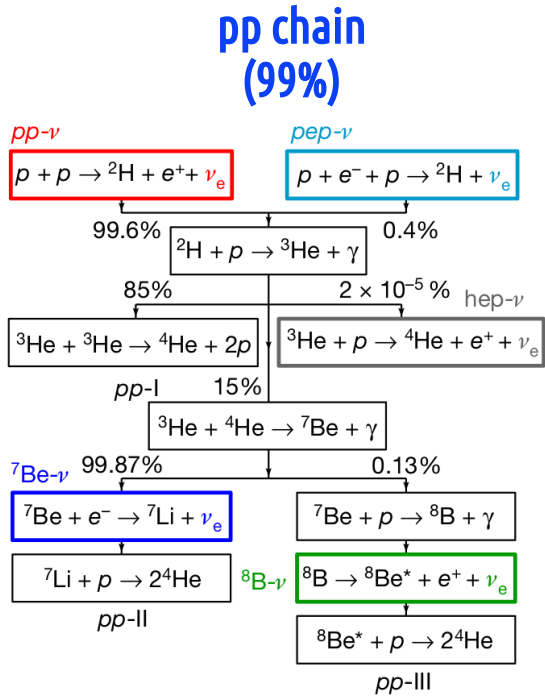 pp chain
(99%)
pp-ν pep-ν
p + p → ²H + e⁺ + νₑ p + e⁻ + p → ²H + νₑ
99.6% 0.4%
²H + p → ³He + γ
85% 2 × 10⁻⁵ % hep-ν
³He + ³He → ⁴He + 2p ³He + p → ⁴He + e⁺ + νₑ
pp-I 15%
³He + ⁴He → ⁷Be + γ
⁷Be-ν 99.87% 0.13%
⁷Be + e⁻ → ⁷Li + νₑ ⁷Be + p → ⁸B + γ
⁷Li + p → 2⁴He ⁸B-ν ⁸B → ⁸Be* + e⁺ + νₑ
pp-II ⁸Be* + p → 2⁴He
pp-III